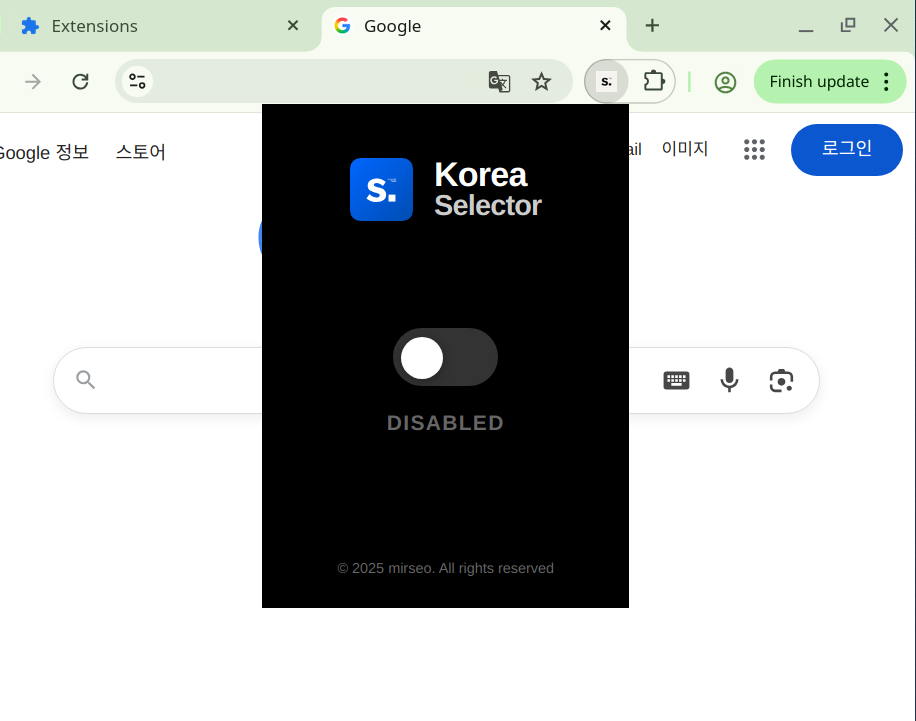 Extensions
Google
Finish update
Google 정보 스토어
ail 이미지 로그인
s.
s.
Korea
Selector
DISABLED
© 2025 mirseo. All rights reserved